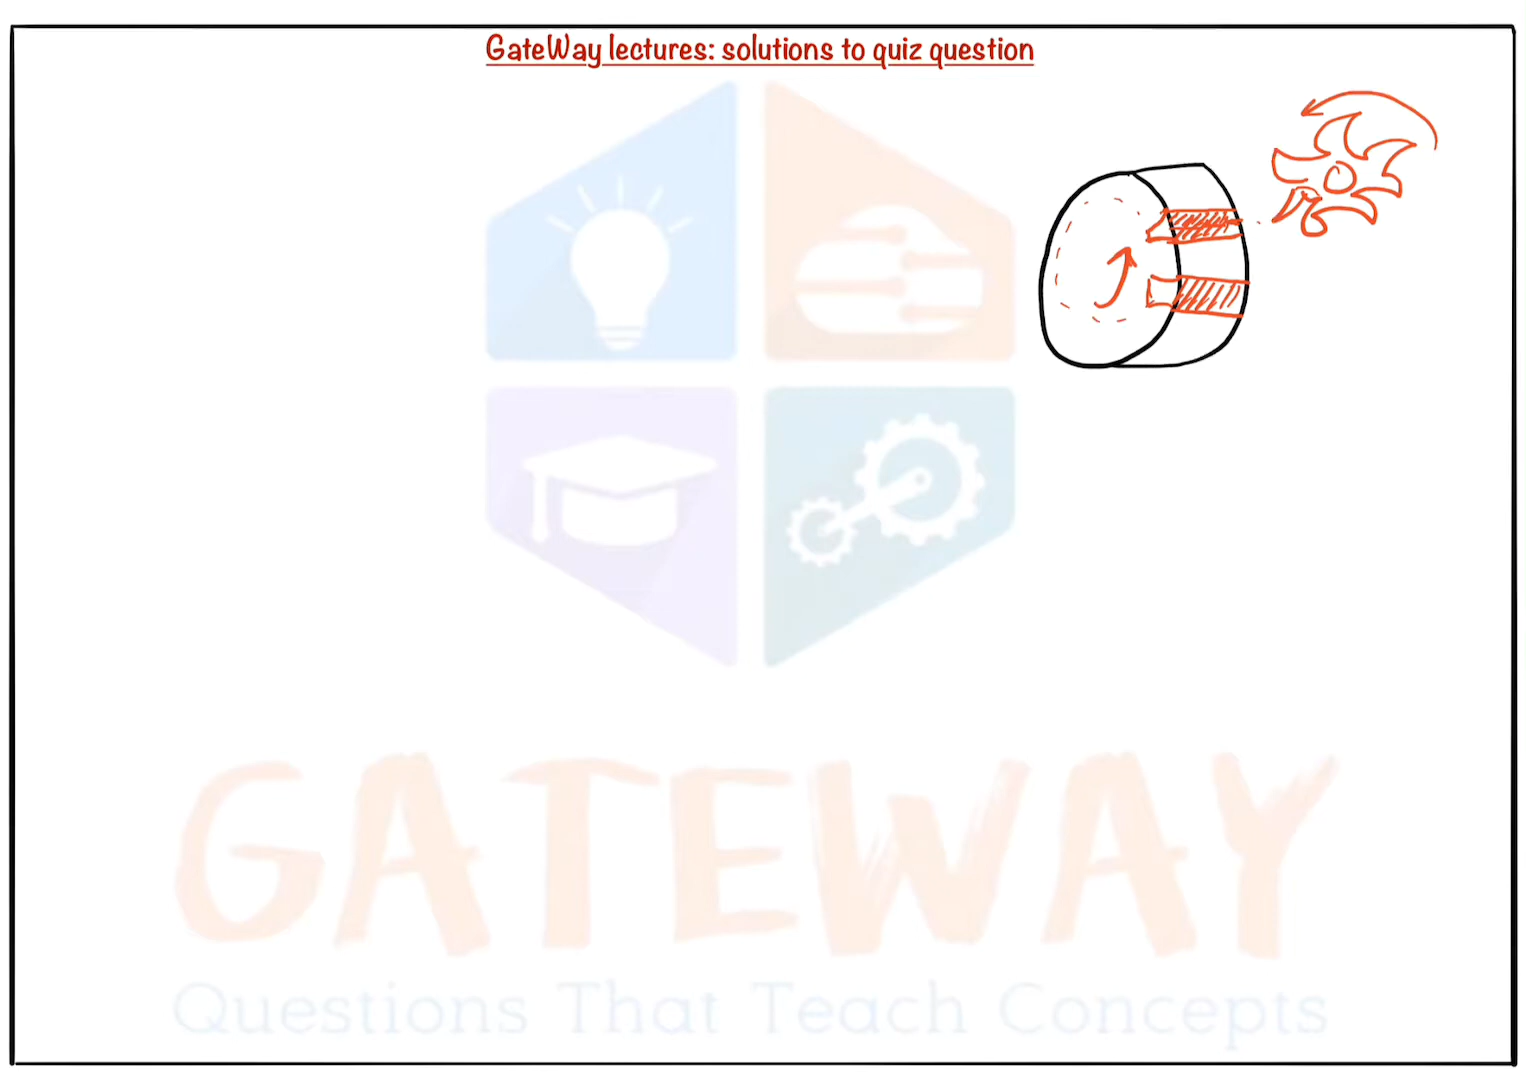 GateWay lectures: solutions to quiz question
GATEWAY
Questions That Teach Concepts